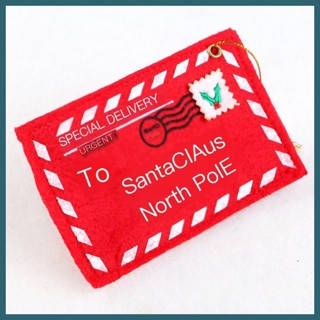 SPECIAL DELIVERY
URGENT
To
SantaClAus
North PolE